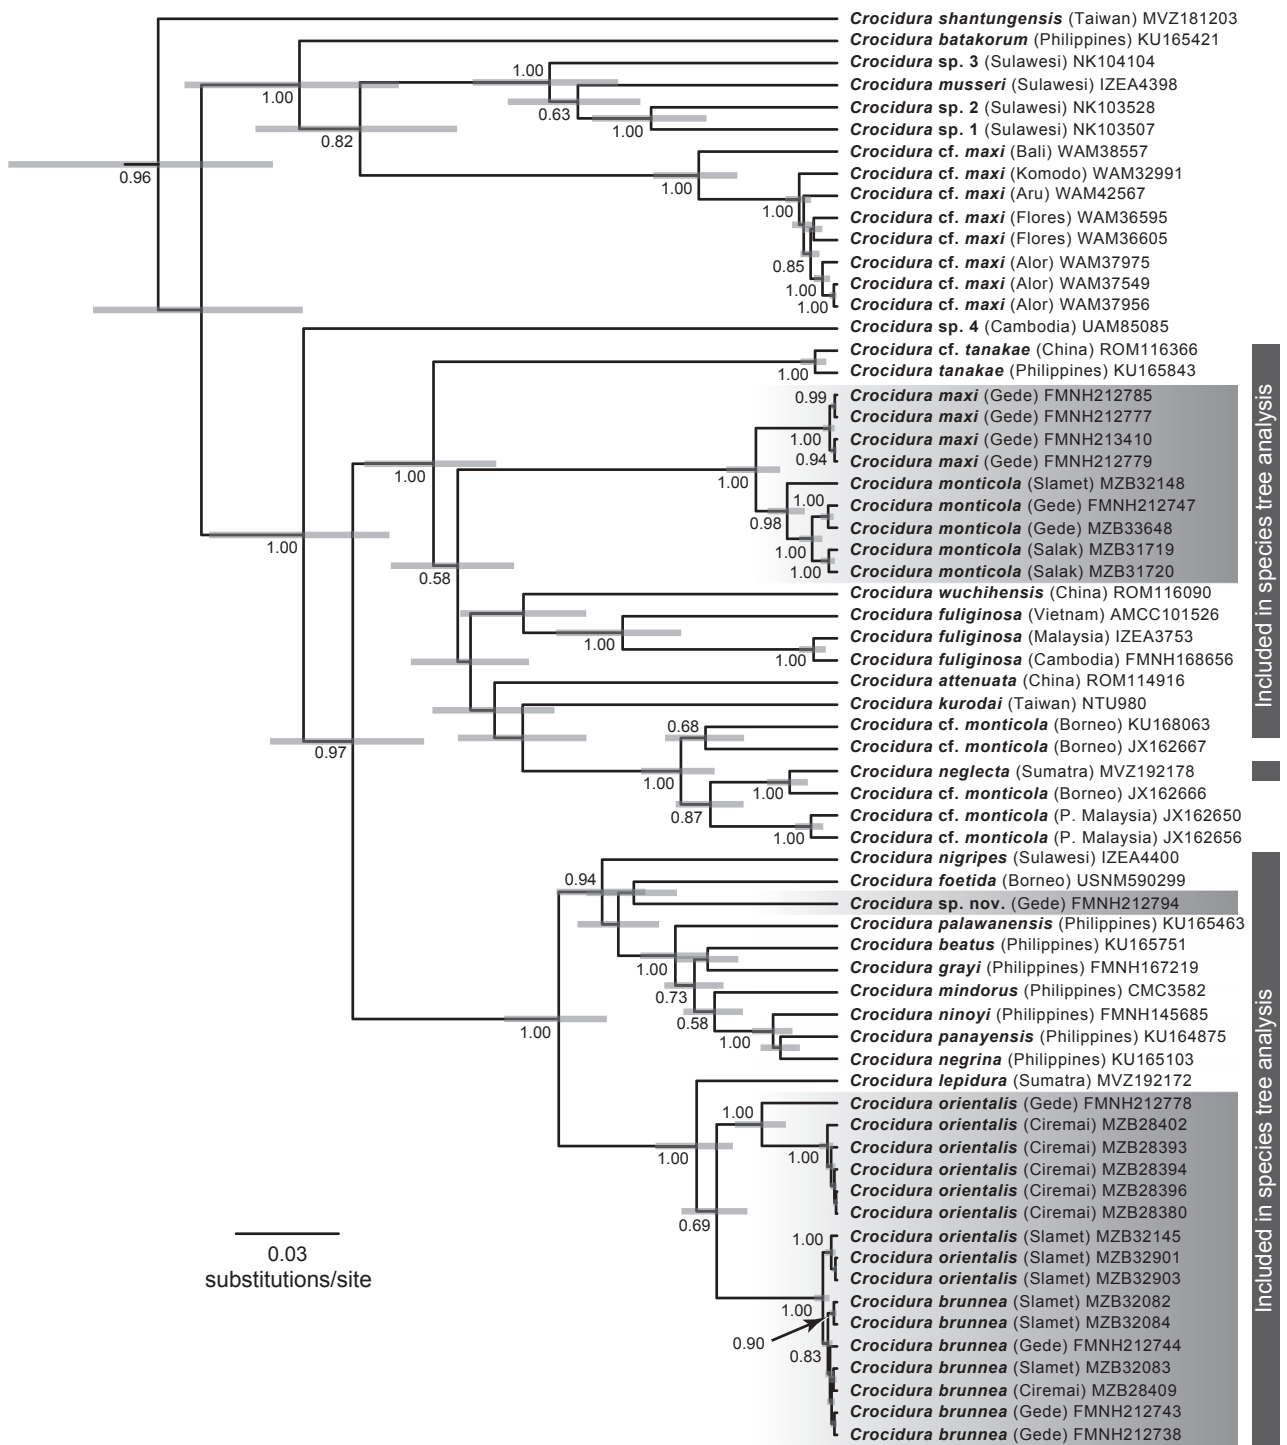 Crocidura shantungensis (Taiwan) MVZ181203
Crocidura batakorum (Philippines) KU165421
Crocidura sp. 3 (Sulawesi) NK104104
1.00
Crocidura musseri (Sulawesi) IZEA4398
1.00
Crocidura sp. 2 (Sulawesi) NK103528
0.63
Crocidura sp. 1 (Sulawesi) NK103507
1.00
0.82
Crocidura cf. maxi (Bali) WAM38557
0.96
Crocidura cf. maxi (Komodo) WAM32991
1.00
Crocidura cf. maxi (Aru) WAM42567
1.00
Crocidura cf. maxi (Flores) WAM36595
Crocidura cf. maxi (Flores) WAM36605
Crocidura cf. maxi (Alor) WAM37975
0.85
Crocidura cf. maxi (Alor) WAM37549
1.00
Crocidura cf. maxi (Alor) WAM37956
1.00
Crocidura sp. 4 (Cambodia) UAM85085
Crocidura cf. tanakae (China) ROM116366
Crocidura tanakae (Philippines) KU165843
1.00
Crocidura maxi (Gede) FMNH212785
0.99
Crocidura maxi (Gede) FMNH212777
Crocidura maxi (Gede) FMNH213410
1.00
Crocidura maxi (Gede) FMNH212779
0.94
1.00
1.00
Crocidura monticola (Slamet) MZB32148
1.00
Crocidura monticola (Gede) FMNH212747
0.98
Crocidura monticola (Gede) MZB33648
1.00
Crocidura monticola (Salak) MZB31719
1.00
Crocidura monticola (Salak) MZB31720
1.00
0.58
Crocidura wuchihensis (China) ROM116090
Crocidura fuliginosa (Vietnam) AMCC101526
Crocidura fuliginosa (Malaysia) IZEA3753
1.00
Crocidura fuliginosa (Cambodia) FMNH168656
1.00
Crocidura attenuata (China) ROM114916
Crocidura kurodai (Taiwan) NTU980
Crocidura cf. monticola (Borneo) KU168063
0.68
Crocidura cf. monticola (Borneo) JX162667
0.97
Crocidura neglecta (Sumatra) MVZ192178
1.00
Crocidura cf. monticola (Borneo) JX162666
1.00
Crocidura cf. monticola (P. Malaysia) JX162650
0.87
Crocidura cf. monticola (P. Malaysia) JX162656
1.00
Crocidura nigripes (Sulawesi) IZEA4400
0.94
Crocidura foetida (Borneo) USNM590299
Crocidura sp. nov. (Gede) FMNH212794
Crocidura palawanensis (Philippines) KU165463
Crocidura beatus (Philippines) KU165751
Crocidura grayi (Philippines) FMNH167219
1.00
Crocidura mindorus (Philippines) CMC3582
0.73
Crocidura ninoyi (Philippines) FMNH145685
0.58
Crocidura panayensis (Philippines) KU164875
1.00
1.00
Crocidura negrina (Philippines) KU165103
Crocidura lepidura (Sumatra) MVZ192172
Crocidura orientalis (Gede) FMNH212778
1.00
Crocidura orientalis (Ciremai) MZB28402
Crocidura orientalis (Ciremai) MZB28393
1.00
1.00
Crocidura orientalis (Ciremai) MZB28394
Crocidura orientalis (Ciremai) MZB28396
Crocidura orientalis (Ciremai) MZB28380
0.69
Crocidura orientalis (Slamet) MZB32145
1.00
Crocidura orientalis (Slamet) MZB32901
Crocidura orientalis (Slamet) MZB32903
Crocidura brunnea (Slamet) MZB32082
1.00
Crocidura brunnea (Slamet) MZB32084
0.90
Crocidura brunnea (Gede) FMNH212744
0.83
Crocidura brunnea (Slamet) MZB32083
Crocidura brunnea (Ciremai) MZB28409
Crocidura brunnea (Gede) FMNH212743
Crocidura brunnea (Gede) FMNH212738
0.03
substitutions/site
Included in species tree analysis
Included in species tree analysis